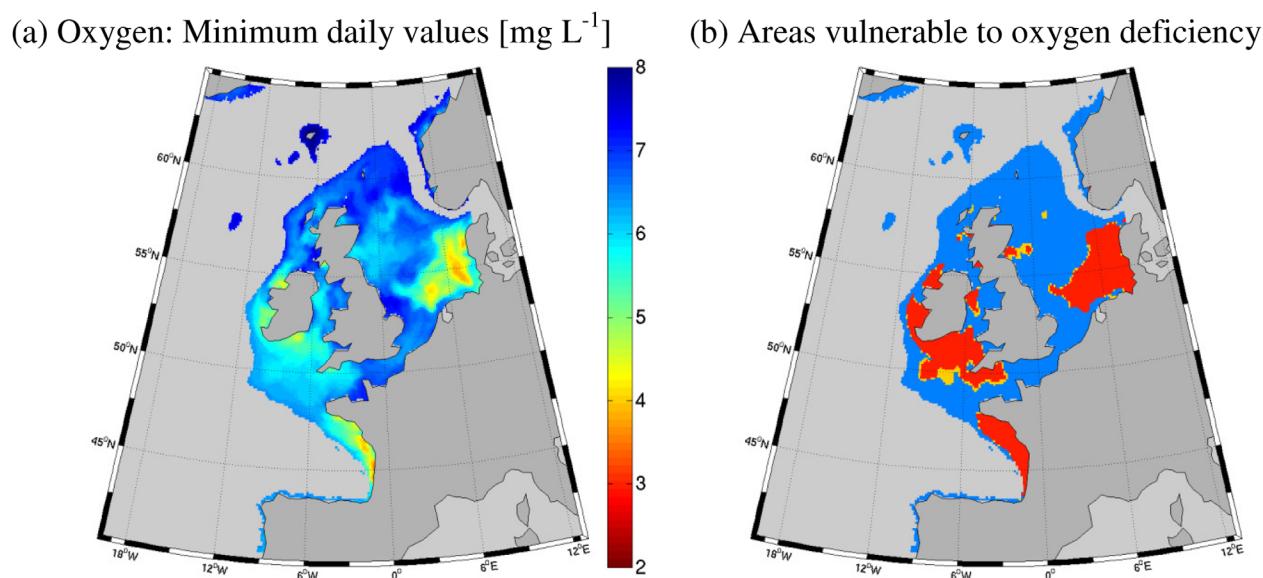 (a) Oxygen: Minimum daily values [mg L-1]
(b) Areas vulnerable to oxygen deficiency
8
7
6
5
4
3
2
60°N
55°N
50°N
45°N
18°W
12°W
6°W
0°
6°E
12°E
60°N
55°N
50°N
45°N
18°W
12°W
6°W
0°
6°E
12°E